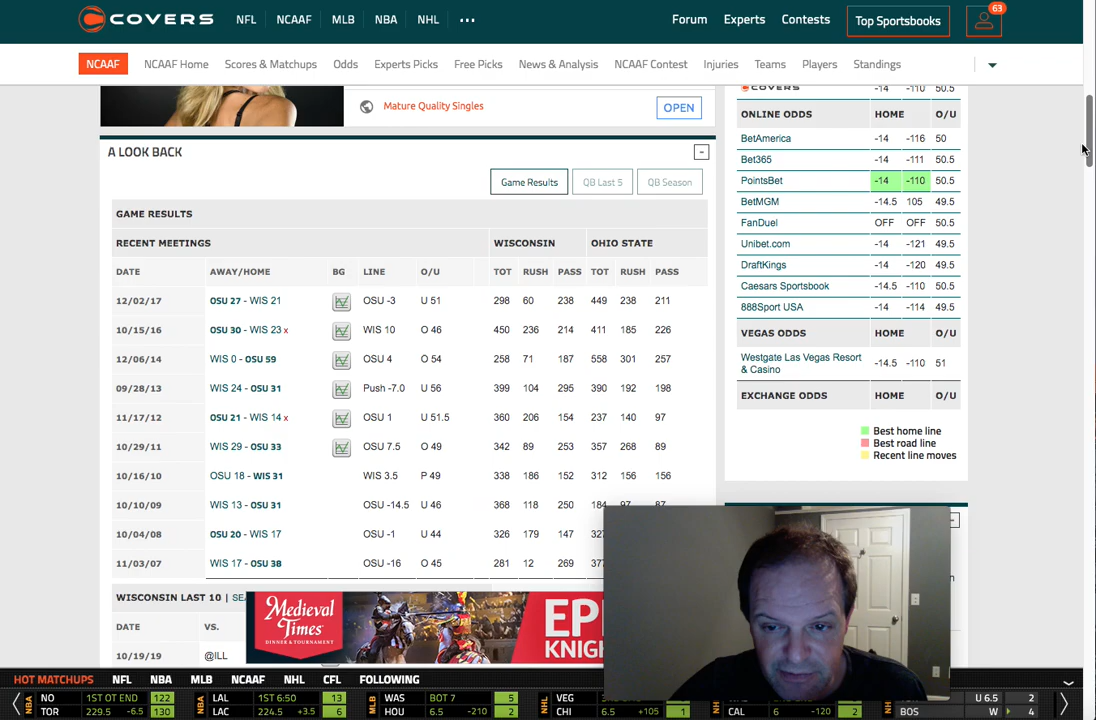 COVERS NFL NCAAF MLB NBA NHL ... Forum Experts Contests Top Sportsbooks 63
NCAAF NCAAF Home Scores & Matchups Odds Experts Picks Free Picks News & Analysis NCAAF Contest Injuries Teams Players Standings
Mature Quality Singles OPEN
A LOOK BACK
Game Results QB Last 5 QB Season
GAME RESULTS
RECENT MEETINGS WISCONSIN OHIO STATE
DATE AWAY/HOME BG LINE O/U TOT RUSH PASS TOT RUSH PASS
12/02/17 OSU 27 - WIS 21 OSU -3 U 51 298 60 238 449 238 211
10/15/16 OSU 30 - WIS 23 x WIS 10 O 46 450 236 214 411 185 226
12/06/14 WIS 0 - OSU 59 OSU 4 O 54 258 71 187 558 301 257
09/28/13 WIS 24 - OSU 31 Push -7.0 U 56 399 104 295 390 192 198
11/17/12 OSU 21 - WIS 14 x OSU 1 U 51.5 360 206 154 237 140 97
10/29/11 WIS 29 - OSU 33 OSU 7.5 O 49 342 89 253 357 268 89
10/16/10 OSU 18 - WIS 31 WIS 3.5 P 49 338 186 152 312 156 156
10/10/09 WIS 13 - OSU 31 OSU -14.5 U 46 368 118 250 184 97 87
10/04/08 OSU 20 - WIS 17 OSU -1 U 44 326 179 147
11/03/07 WIS 17 - OSU 38 OSU -16 O 45 281 12 269
WISCONSIN LAST 10 |
DATE VS.
10/19/19 @ILL
Medieval Times
DINNER & TOURNAMENT
COVERS -14 -110 50.5
ONLINE ODDS HOME O/U
BetAmerica -14 -116 50
Bet365 -14 -111 50.5
PointsBet -14 -110 50.5
BetMGM -14.5 105 49.5
FanDuel OFF OFF 50.5
Unibet.com -14 -121 49.5
DraftKings -14 -120 49.5
Caesars Sportsbook -14.5 -110 50.5
888Sport USA -14 -114 49.5
VEGAS ODDS HOME O/U
Westgate Las Vegas Resort & Casino -14.5 -110 51
EXCHANGE ODDS HOME O/U
Best home line
Best road line
Recent line moves
HOT MATCHUPS NFL NBA MLB NCAAF NHL CFL FOLLOWING
NBA NO 1ST OT END 122 NBA LAL 1ST 6:50 13 MLB WAS BOT 7 5 NHL VEG U 6.5 2
TOR 229.5 -6.5 130 LAC 224.5 +3.5 6 HOU 6.5 -210 2 CHI 6.5 +105 1 CAL 6 -120 2 BOS W 4